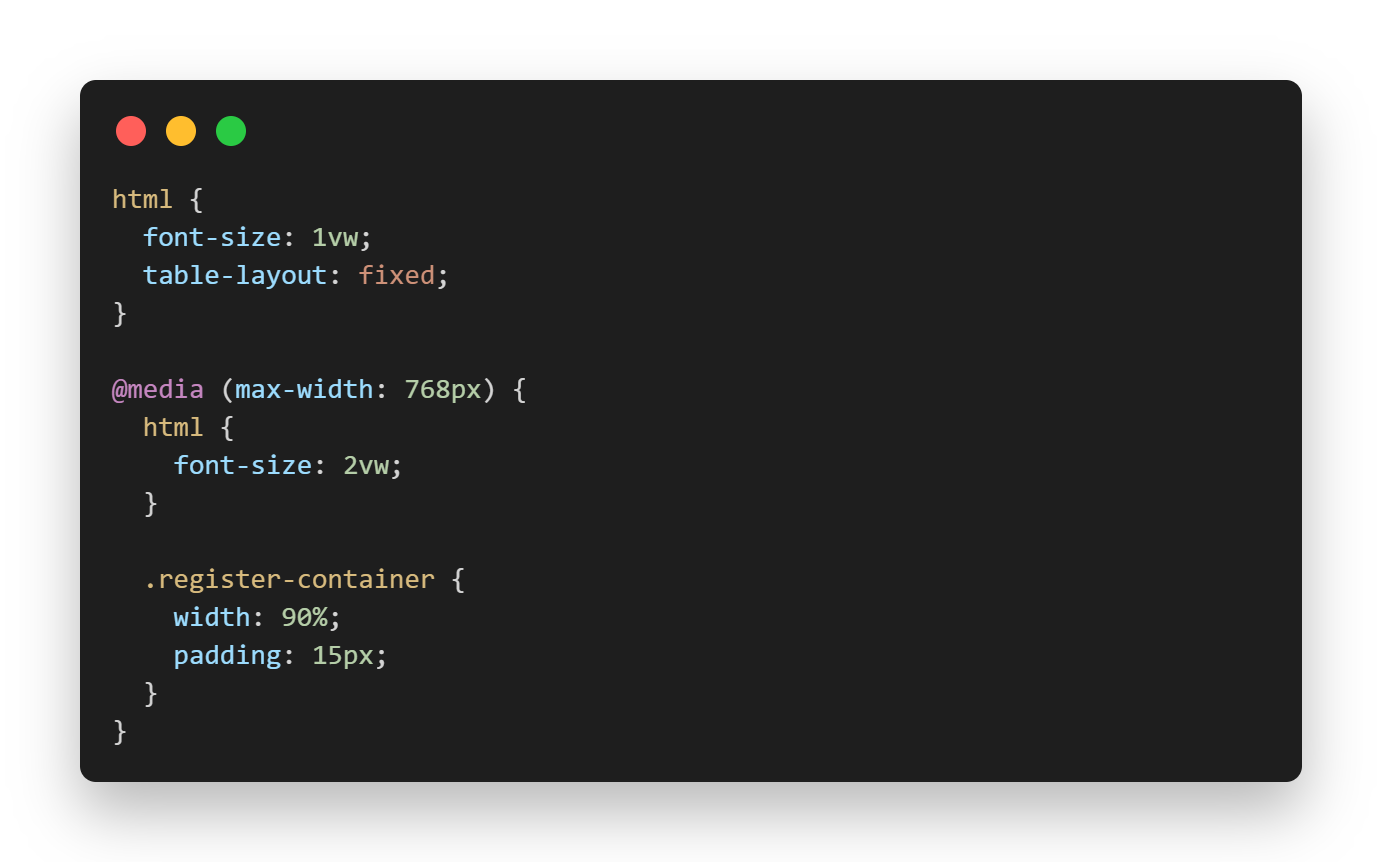 html {
  font-size: 1vw;
  table-layout: fixed;
}

@media (max-width: 768px) {
  html {
    font-size: 2vw;
  }

  .register-container {
    width: 90%;
    padding: 15px;
  }
}